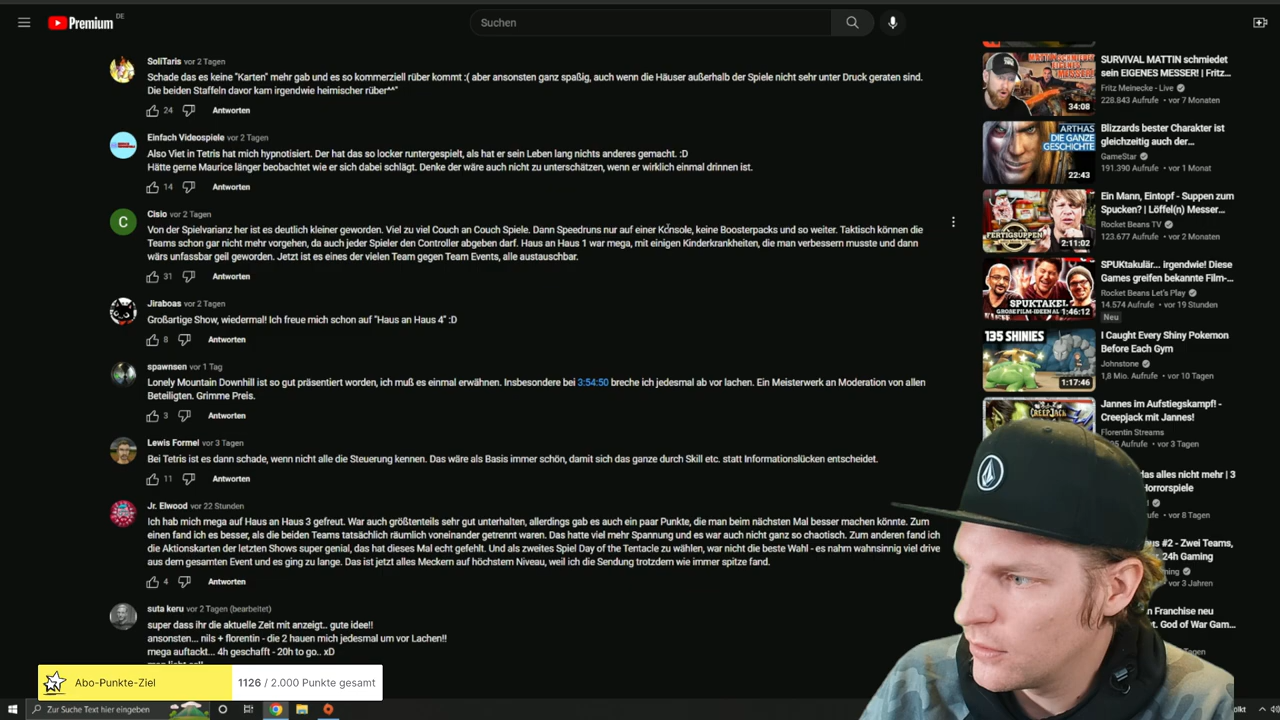 Premium DE
Suchen
SoliTaris vor 2 Tagen
Schade das es keine "Karten" mehr gab und es so kommerziell rüber kommt :( aber ansonsten ganz spaßig, auch wenn die Häuser außerhalb der Spiele nicht sehr unter Druck geraten sind.
Die beiden Staffeln davor kam irgendwie heimischer rüber^^"
24 Antworten
Einfach Videospiele vor 2 Tagen
Also Viet in Tetris hat mich hypnotisiert. Der hat das so locker runtergespielt, als hat er sein Leben lang nichts anderes gemacht. :D
Hätte gerne Maurice länger beobachtet wie er sich dabei schlägt. Denke der wäre auch nicht zu unterschätzen, wenn er wirklich einmal drinnen ist.
14 Antworten
C
Cisio vor 2 Tagen
Von der Spielvarianz her ist es deutlich kleiner geworden. Viel zu viel Couch an Couch Spiele. Dann Speedruns nur auf einer Konsole, keine Boosterpacks und so weiter. Taktisch können die
Teams schon gar nicht mehr vorgehen, da auch jeder Spieler den Controller abgeben darf. Haus an Haus 1 war mega, mit einigen Kinderkrankheiten, die man verbessern musste und dann
wärs unfassbar geil geworden. Jetzt ist es eines der vielen Team gegen Team Events, alle austauschbar.
31 Antworten
Jiraboas vor 2 Tagen
Großartige Show, wiedermal! Ich freue mich schon auf "Haus an Haus 4" :D
8 Antworten
spawnsen vor 1 Tag
Lonely Mountain Downhill ist so gut präsentiert worden, ich muß es einmal erwähnen. Insbesondere bei 3:54:50 breche ich jedesmal ab vor lachen. Ein Meisterwerk an Moderation von allen
Beteiligten. Grimme Preis.
3 Antworten
Lewis Formel vor 3 Tagen
Bei Tetris ist es dann schade, wenn nicht alle die Steuerung kennen. Das wäre als Basis immer schön, damit sich das ganze durch Skill etc. statt Informationslücken entscheidet.
11 Antworten
Jr. Elwood vor 22 Stunden
Ich hab mich mega auf Haus an Haus 3 gefreut. War auch größtenteils sehr gut unterhalten, allerdings gab es auch ein paar Punkte, die man beim nächsten Mal besser machen könnte. Zum
einen fand ich es besser, als die beiden Teams tatsächlich räumlich voneinander getrennt waren. Das hatte viel mehr Spannung und es war auch nicht ganz so chaotisch. Zum anderen fand ich
die Aktionskarten der letzten Shows super genial, das hat dieses Mal echt gefehlt. Und als zweites Spiel Day of the Tentacle zu wählen, war nicht die beste Wahl - es nahm wahnsinnig viel drive
aus dem gesamten Event und es ging zu lange. Das ist jetzt alles Meckern auf höchstem Niveau, weil ich die Sendung trotzdem wie immer spitze fand.
4 Antworten
suta keru vor 2 Tagen (bearbeitet)
super dass ihr die aktuelle Zeit mit anzeigt.. gute idee!!
ansonsten... nils + florentin - die 2 hauen mich jedesmal um vor Lachen!!
mega auftackt... 4h geschafft - 20h to go.. xD
Abo-Punkte-Ziel
1126 / 2.000 Punkte gesamt
Zur Suche Text hier eingeben
34:08
SURVIVAL MATTIN schmiedet
sein EIGENES MESSER! | Fritz...
Fritz Meinecke - Live
228.843 Aufrufe • vor 7 Monaten
ARTHAS
DIE GANZE
GESCHICHTE
22:43
Blizzards bester Charakter ist
gleichzeitig auch der...
GameStar
191.390 Aufrufe • vor 1 Monat
FERTIGSUPPEN
2:11:02
Ein Mann, Eintopf - Suppen zum
Spucken? | Löffel(n) Messer...
Rocket Beans TV
123.677 Aufrufe • vor 2 Wochen
SPUKTAKEL?
GROSSE FILM-IDEEN AL
1:46:12
SPUKtakulär... irgendwie! Diese
Games greifen bekannte Film-...
Rocket Beans Let's Play
14.574 Aufrufe • vor 19 Stunden
Neu
135 SHINIES
1:17:46
I Caught Every Shiny Pokemon
Before Each Gym
Johnstone
1,8 Mio. Aufrufe • vor 10 Tagen
CREEPJACK
Jannes im Aufstiegskampf! -
Creepjack mit Jannes!
Florentin Streams
Aufrufe • vor 3 Tagen
das alles nicht mehr | 3
Horrorspiele
vor 8 Tagen
#2 - Zwei Teams,
24h Gaming
vor 3 Jahren
Franchise neu
God of War Gam...